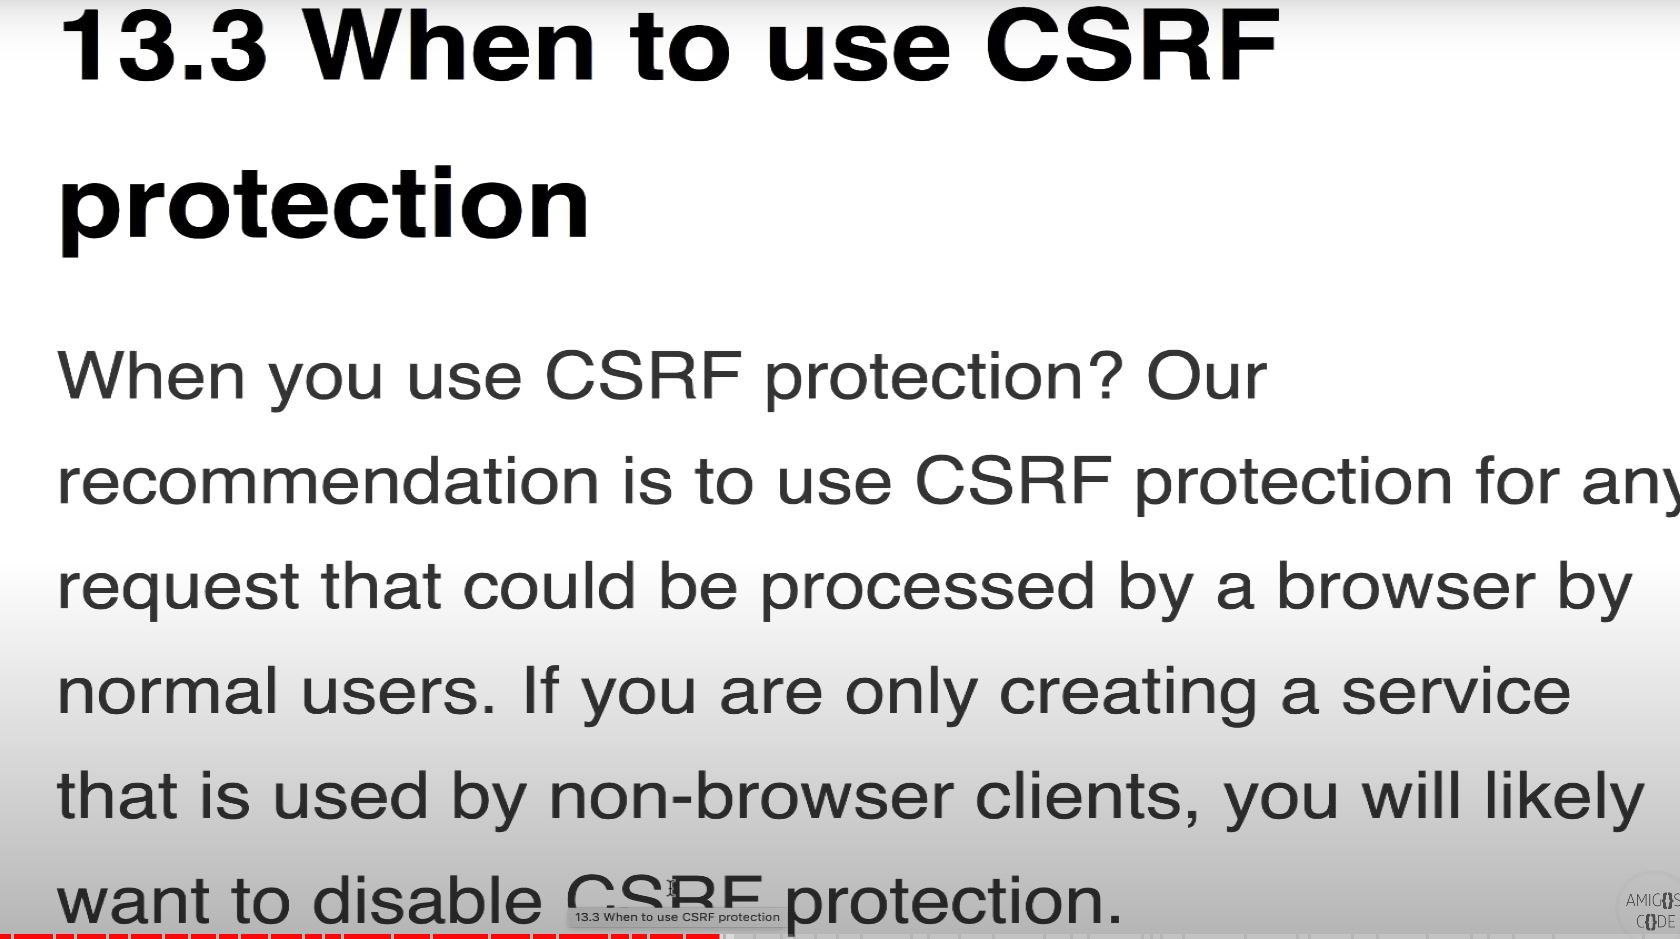 13.3 When to use CSRF
protection
When you use CSRF protection? Our
recommendation is to use CSRF protection for any
request that could be processed by a browser by
normal users. If you are only creating a service
that is used by non-browser clients, you will likely
want to disable CSRF protection.
13.3 When to use CSRF protection
AMIGOS
CODE